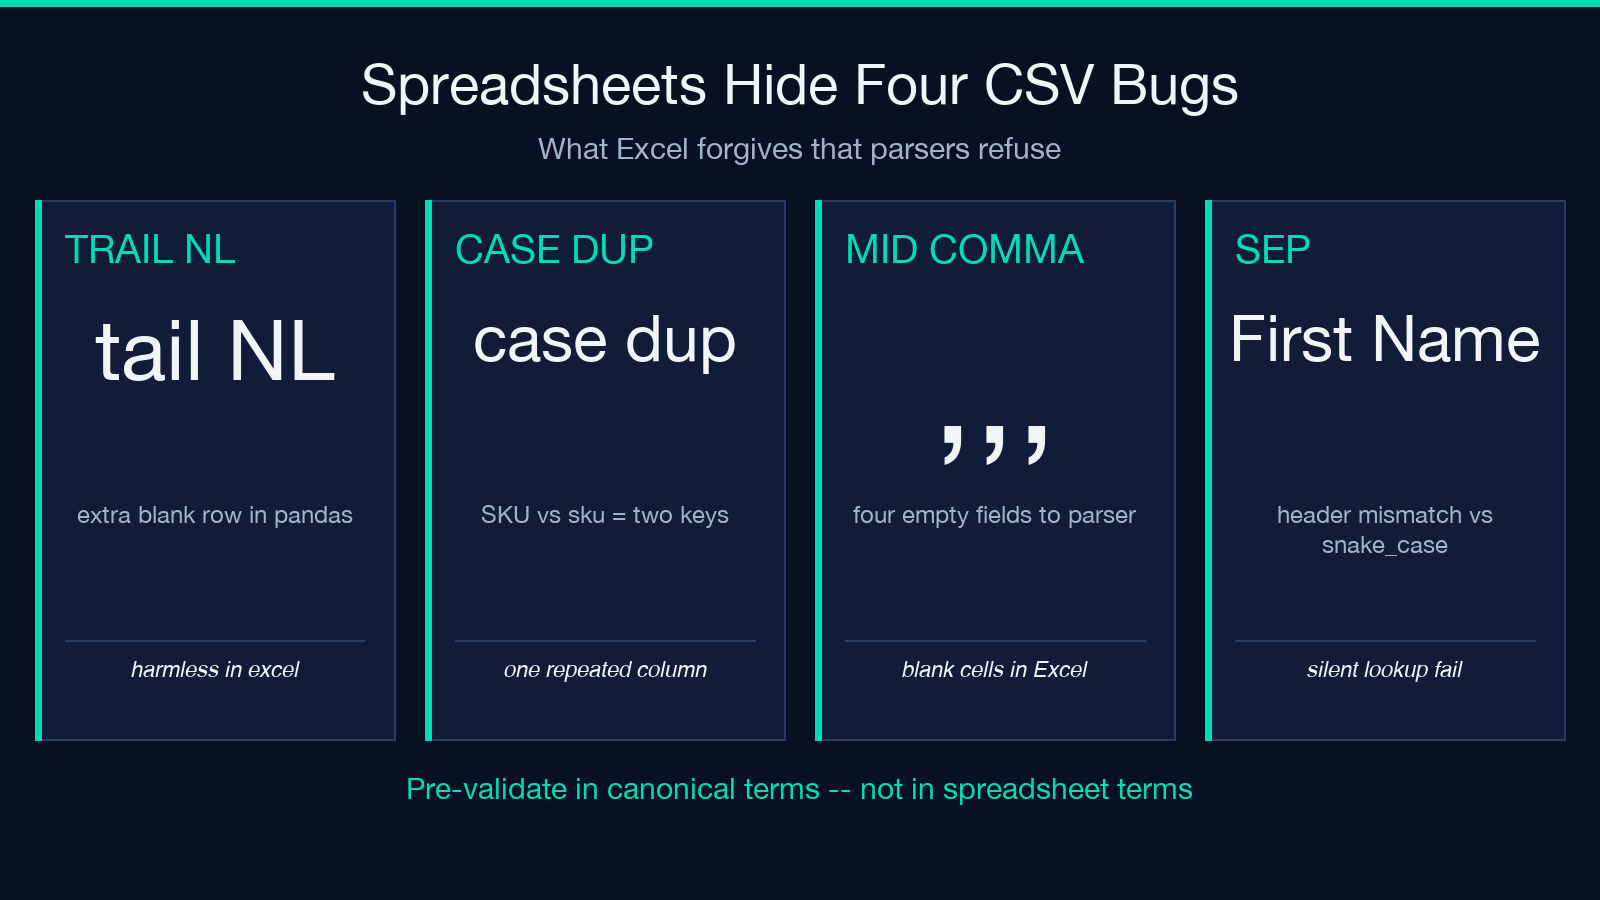 Spreadsheets Hide Four CSV Bugs
What Excel forgives that parsers refuse
TRAIL NL
tail NL
extra blank row in pandas
harmless in excel
CASE DUP
case dup
SKU vs sku = two keys
one repeated column
MID COMMA
,,,
four empty fields to parser
blank cells in Excel
SEP
First Name
header mismatch vs
snake_case
silent lookup fail
Pre-validate in canonical terms -- not in spreadsheet terms